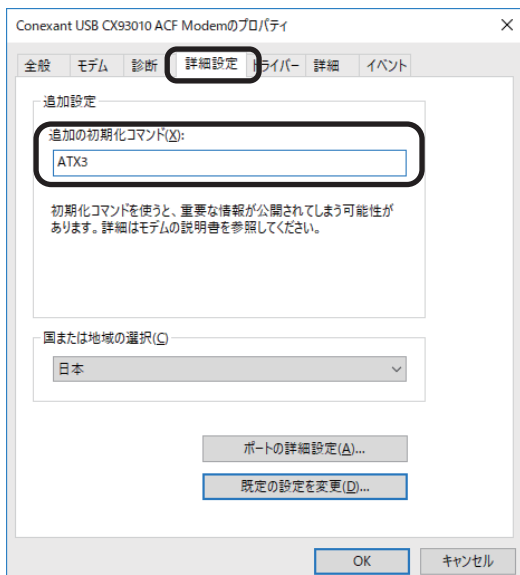 Conexant USB CX93010 ACF Modemのプロパティ
全般 モデム 診断 詳細設定 ドライバー 詳細 イベント
追加設定
追加の初期化コマンド(X):
ATX3
初期化コマンドを使うと、重要な情報が公開されてしまう可能性が
あります。詳細はモデムの説明書を参照してください。
国または地域の選択(C)
日本
ポートの詳細設定(A)...
既定の設定を変更(D)...
OK キャンセル